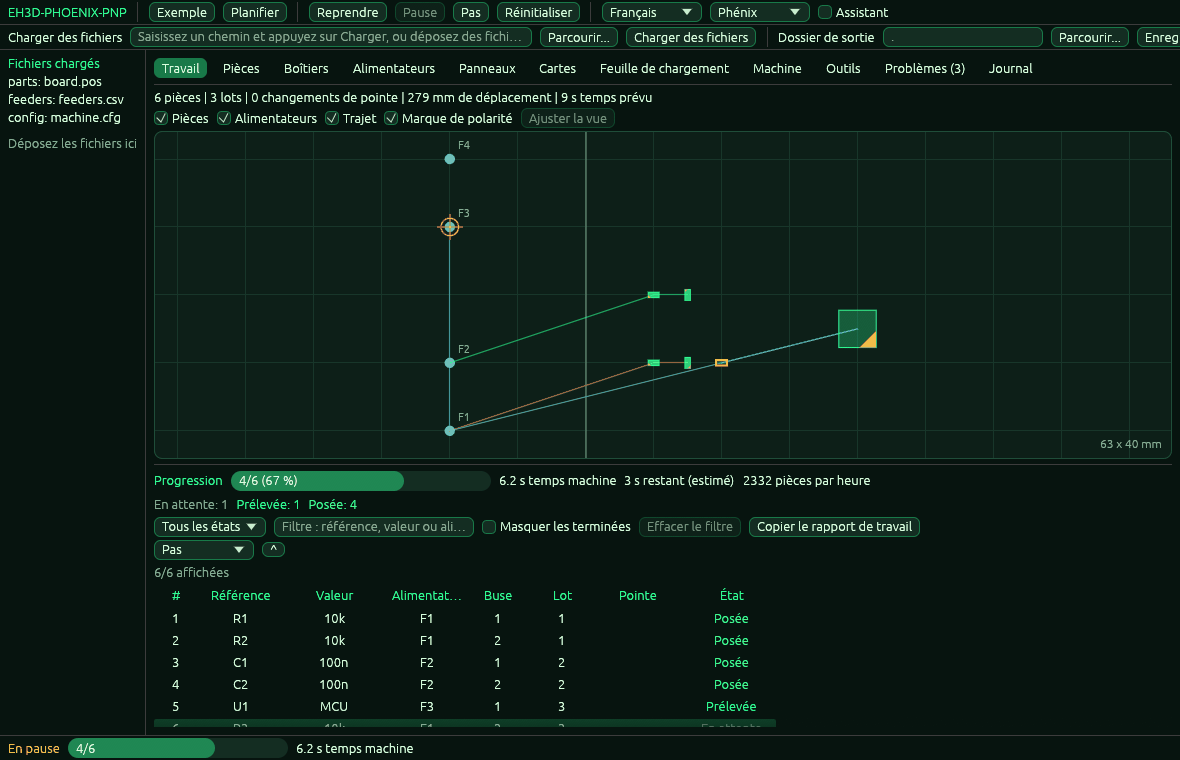 EH3D-PHOENIX-PNP Exemple Planifier Reprendre Pause Pas Réinitialiser Français Phénix Assistant
Charger des fichiers Saisissez un chemin et appuyez sur Charger, ou déposez des fichi... Parcourir... Charger des fichiers Dossier de sortie . Parcourir... Enreg
Fichiers chargés
parts: board.pos
feeders: feeders.csv
config: machine.cfg
Déposez les fichiers ici
Travail Pièces Boîtiers Alimentateurs Panneaux Cartes Feuille de chargement Machine Outils Problèmes (3) Journal
6 pièces | 3 lots | 0 changements de pointe | 279 mm de déplacement | 9 s temps prévu
Pièces Alimentateurs Trajet Marque de polarité Ajuster la vue
F4
F3
F2
F1
63 x 40 mm
Progression 4/6 (67 %) 6.2 s temps machine 3 s restant (estimé) 2332 pièces par heure
En attente: 1 Prélevée: 1 Posée: 4
Tous les états Filtre : référence, valeur ou ali... Masquer les terminées Effacer le filtre Copier le rapport de travail
Pas ^
6/6 affichées
# Référence Valeur Alimentat... Buse Lot Pointe État
1 R1 10k F1 1 1 Posée
2 R2 10k F1 2 1 Posée
3 C1 100n F2 1 2 Posée
4 C2 100n F2 2 2 Posée
5 U1 MCU F3 1 3 Prélevée
En pause 4/6 6.2 s temps machine